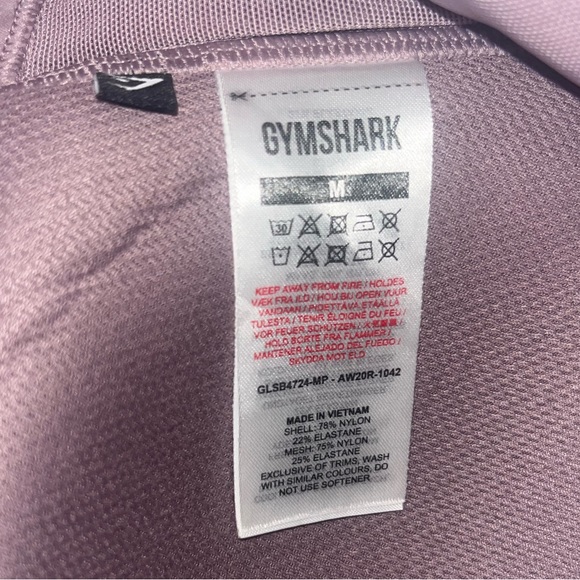 GYMSHARK
M
30
KEEP AWAY FROM FIRE / HOLDES
VÆK FRA ILD / HOU BIJ OPEN VUUR
VANDAAN / PIDETTÄVÄ ETÄÄLLÄ
TULESTA / TENIR ÉLOIGNÉ DU FEU /
VOR FEUER SCHÜTZEN /
HOLD BORTE FRA FLAMMER /
MANTENER ALEJADO DEL FUEGO /
SKYDDA MOT ELD
GLSB4724-MP - AW20R-1042
MADE IN VIETNAM
SHELL: 78% NYLON
22% ELASTANE
MESH: 75% NYLON
25% ELASTANE
EXCLUSIVE OF TRIMS, WASH
WITH SIMILAR COLOURS, DO
NOT USE SOFTENER